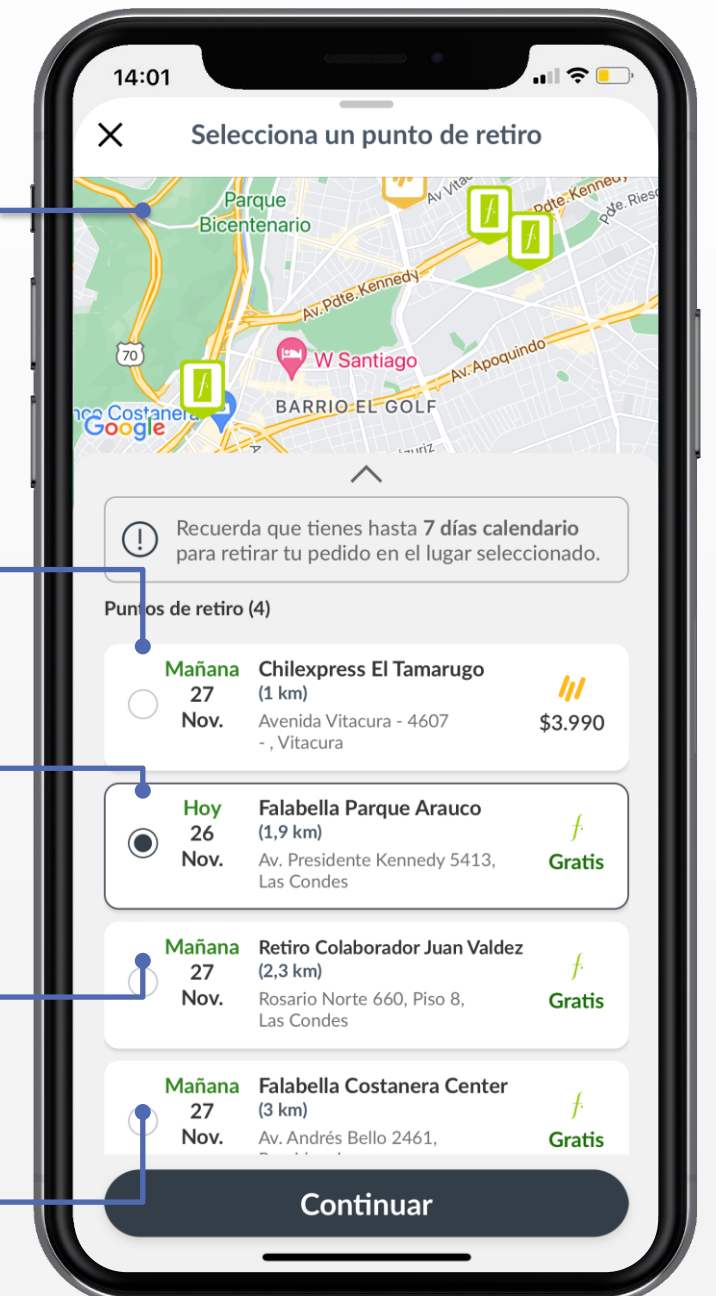 14:01
Selecciona un punto de retiro
Parque
Bicentenario
Av Vitac
Pdte. Kennedy
Pdte. Riesc
Av. Pdte. Kennedy
70
W Santiago
Av. Apoquindo
BARRIO EL GOLF
Costanera
Google
Recuerda que tienes hasta 7 días calendario
para retirar tu pedido en el lugar seleccionado.
Puntos de retiro (4)
Mañana
27
Nov.
Chilexpress El Tamarugo
(1 km)
Avenida Vitacura - 4607
- , Vitacura
$3.990
Hoy
26
Nov.
Falabella Parque Arauco
(1,9 km)
Av. Presidente Kennedy 5413,
Las Condes
f.
Gratis
Mañana
27
Nov.
Retiro Colaborador Juan Valdez
(2,3 km)
Rosario Norte 660, Piso 8,
Las Condes
f.
Gratis
Mañana
27
Nov.
Falabella Costanera Center
(3 km)
Av. Andrés Bello 2461,
f.
Gratis
Continuar